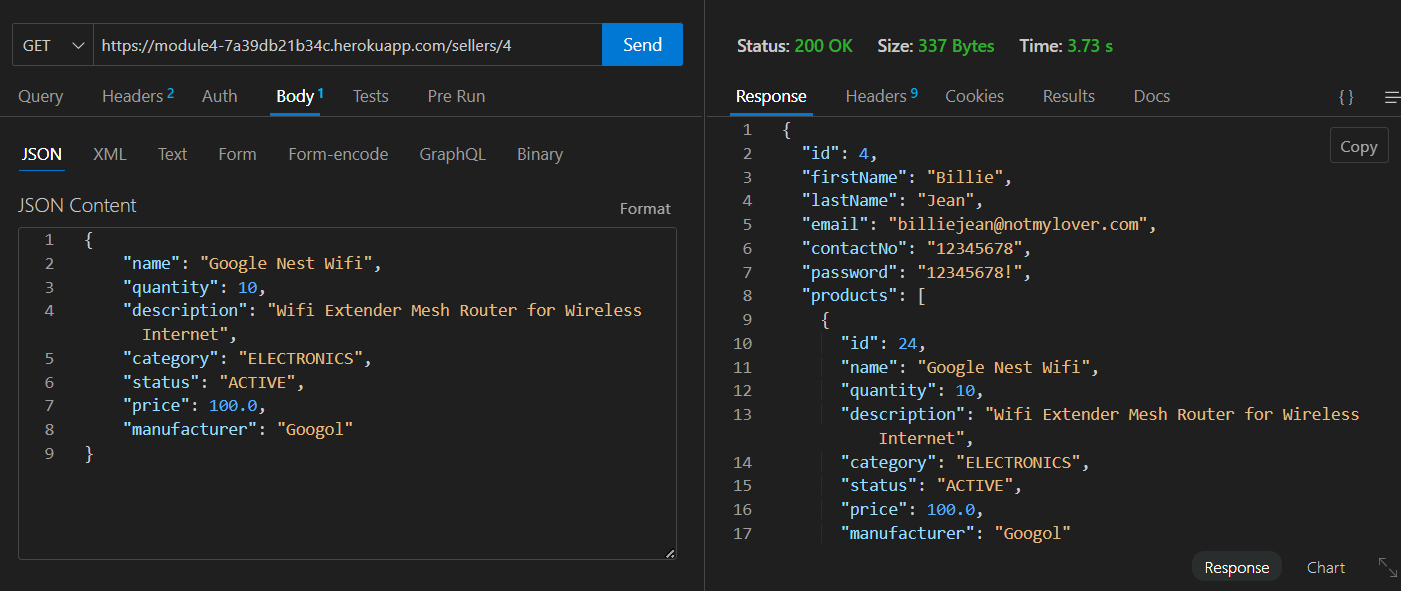 GET https://module4-7a39db21b34c.herokuapp.com/sellers/4 Send
Query Headers 2 Auth Body 1 Tests Pre Run
JSON XML Text Form Form-encode GraphQL Binary
JSON Content Format
1 {
2 "name": "Google Nest Wifi",
3 "quantity": 10,
4 "description": "Wifi Extender Mesh Router for Wireless
Internet",
5 "category": "ELECTRONICS",
6 "status": "ACTIVE",
7 "price": 100.0,
8 "manufacturer": "Googol"
9 }
Status: 200 OK Size: 337 Bytes Time: 3.73 s
Response Headers 9 Cookies Results Docs {}
Copy
1 {
2 "id": 4,
3 "firstName": "Billie",
4 "lastName": "Jean",
5 "email": "billiejean@notmylover.com",
6 "contactNo": "12345678",
7 "password": "12345678!",
8 "products": [
9 {
10 "id": 24,
11 "name": "Google Nest Wifi",
12 "quantity": 10,
13 "description": "Wifi Extender Mesh Router for Wireless
Internet",
14 "category": "ELECTRONICS",
15 "status": "ACTIVE",
16 "price": 100.0,
17 "manufacturer": "Googol"
Response Chart